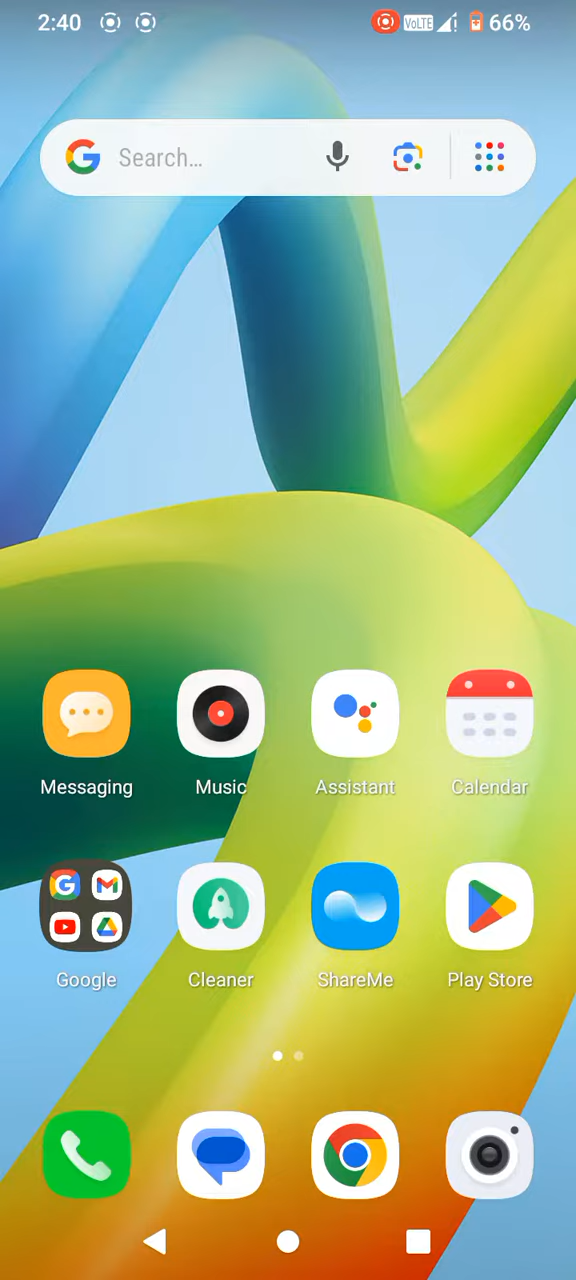 2:40 VoLTE 66%
Search...
Messaging Music Assistant Calendar
Google Cleaner ShareMe Play Store